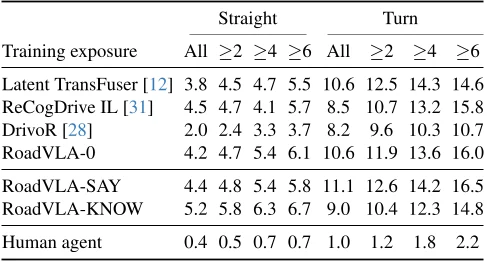 Straight Turn
Training exposure All ≥2 ≥4 ≥6 All ≥2 ≥4 ≥6
Latent TransFuser [12] 3.8 4.5 4.7 5.5 10.6 12.5 14.3 14.6
ReCogDrive IL [31] 4.5 4.7 4.1 5.7 8.5 10.7 13.2 15.8
DrivoR [28] 2.0 2.4 3.3 3.7 8.2 9.6 10.3 10.7
RoadVLA-0 4.2 4.7 5.4 6.1 10.6 11.9 13.6 16.0
RoadVLA-SAY 4.4 4.8 5.4 5.8 11.1 12.6 14.2 16.5
RoadVLA-KNOW 5.2 5.8 6.3 6.7 9.0 10.4 12.3 14.8
Human agent 0.4 0.5 0.7 0.7 1.0 1.2 1.8 2.2